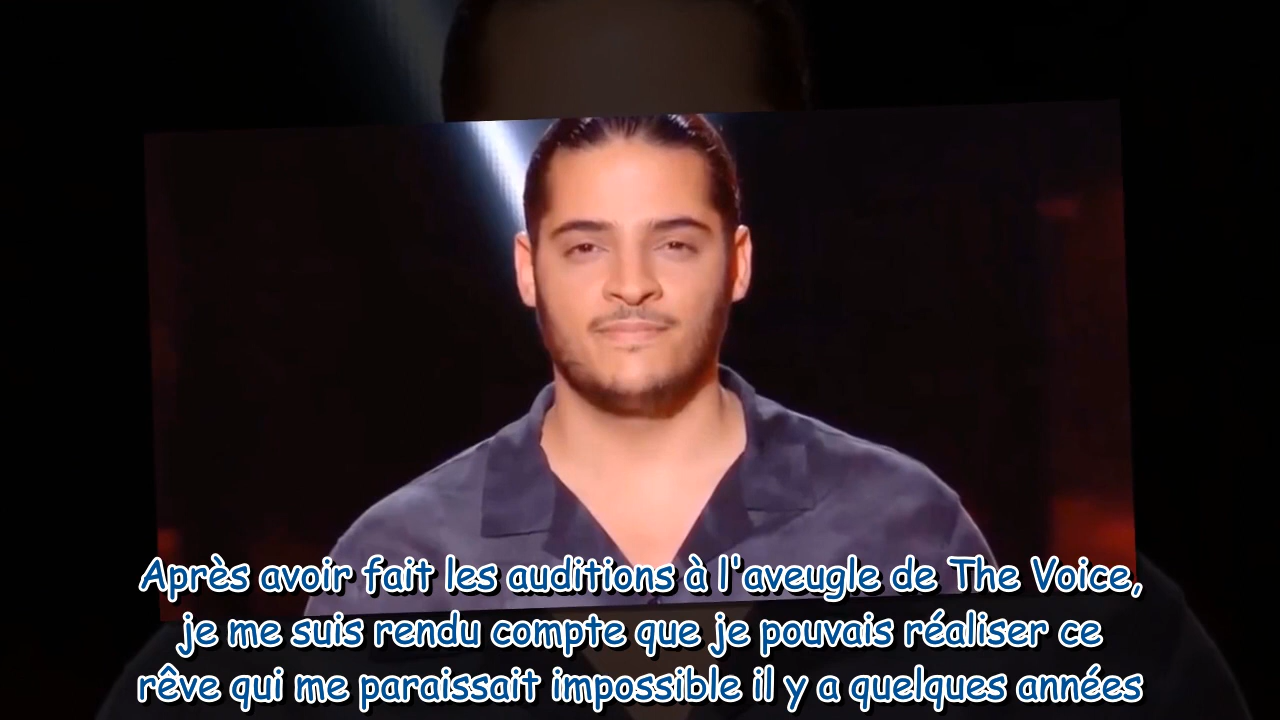 Après avoir fait les auditions à l'aveugle de The Voice,
je me suis rendu compte que je pouvais réaliser ce
rêve qui me paraissait impossible il y a quelques années